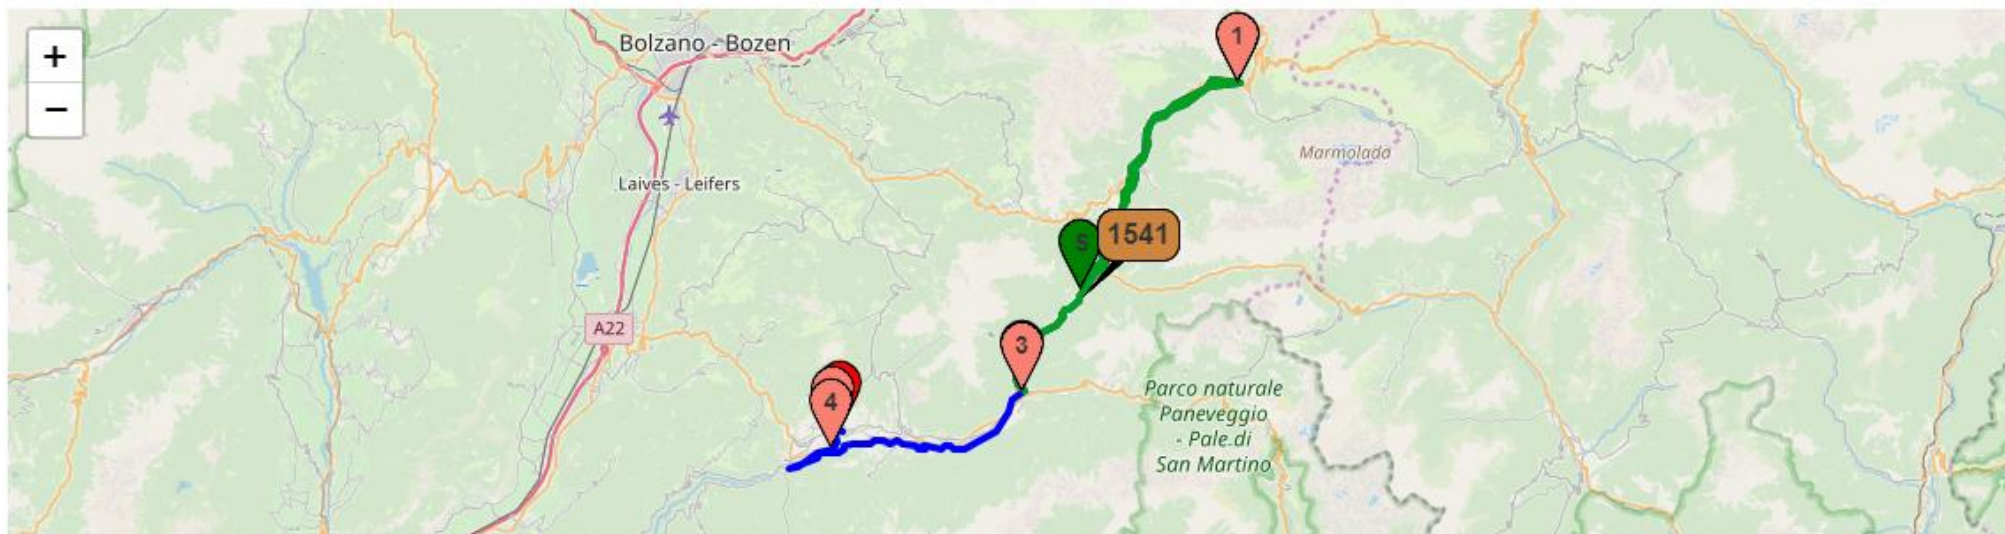 +
−
Bolzano - Bozen
1
Marmolada
Laives - Leifers
S
1541
A22
3
4
Parco naturale
Paneveggio
- Pale di
San Martino